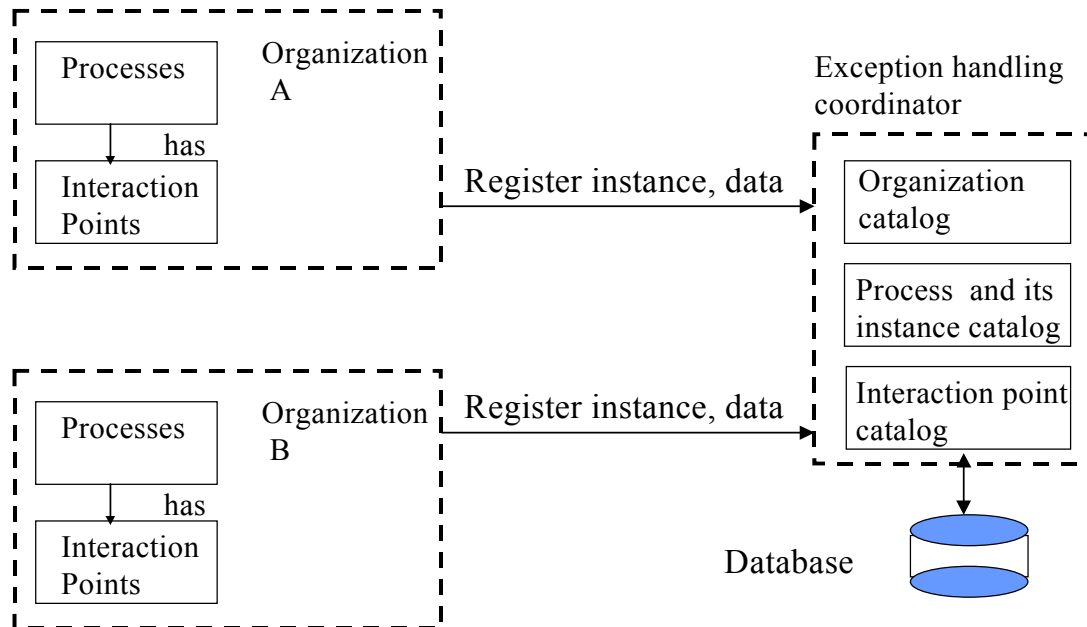 Processes
Organization
A
has
Interaction
Points
Register instance, data
Exception handling
coordinator
Organization
catalog
Process and its
instance catalog
Interaction point
catalog
Processes
Organization
B
has
Interaction
Points
Register instance, data
Database